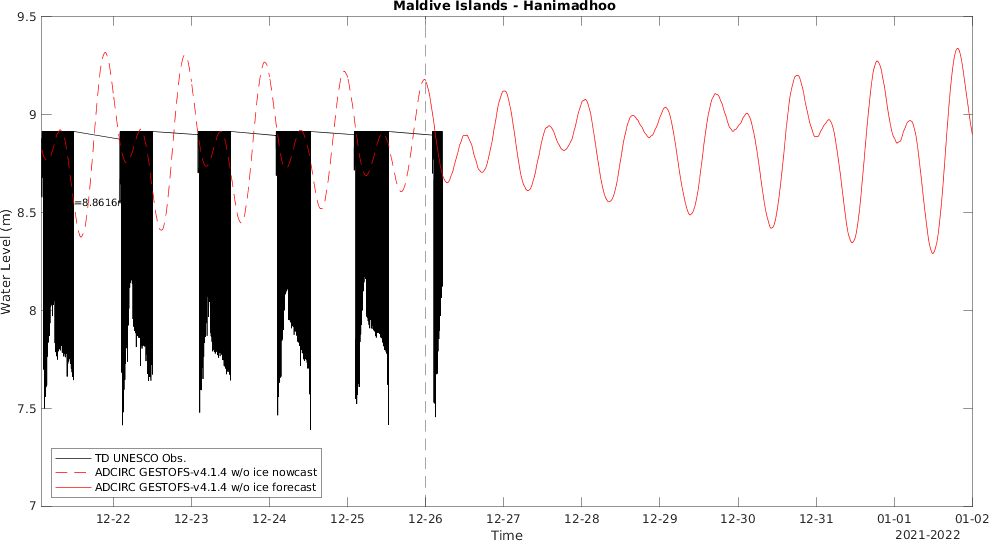 Maldive Islands - Hanimadhoo
9.5
9
8.5
8
7.5
7
Water Level (m)
=8.8616
TD UNESCO Obs.
ADCIRC GESTOFS-v4.1.4 w/o ice nowcast
ADCIRC GESTOFS-v4.1.4 w/o ice forecast
12-22 12-23 12-24 12-25 12-26 12-27 12-28 12-29 12-30 12-31 01-01 01-02
Time
2021-2022